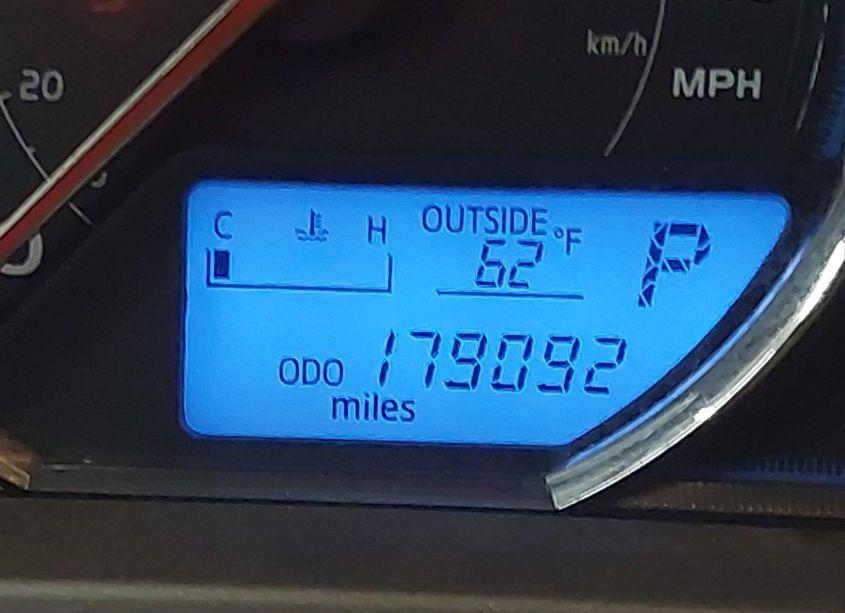 km/h
MPH
20
C H OUTSIDE °F
62
P
ODO 179092
miles